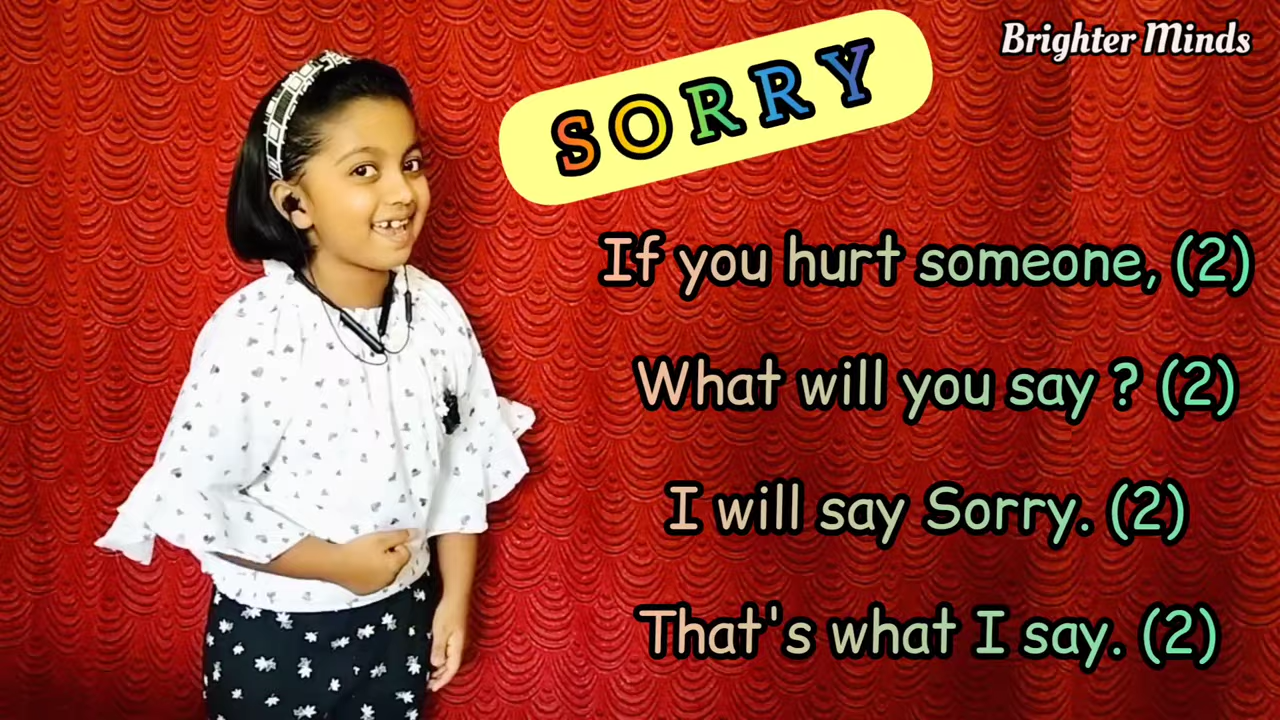 Brighter Minds
SORRY
If you hurt someone, (2)
What will you say ? (2)
I will say Sorry. (2)
That's what I say. (2)